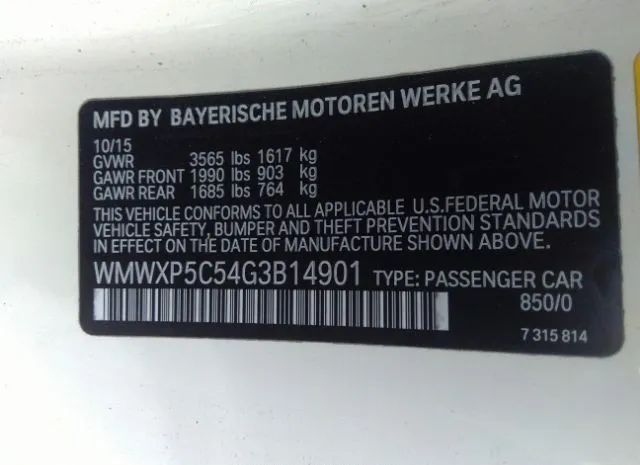 MFD BY BAYERISCHE MOTOREN WERKE AG
10/15
GVWR 3565 lbs 1617 kg
GAWR FRONT 1990 lbs 903 kg
GAWR REAR 1685 lbs 764 kg
THIS VEHICLE CONFORMS TO ALL APPLICABLE U.S.FEDERAL MOTOR
VEHICLE SAFETY, BUMPER AND THEFT PREVENTION STANDARDS
IN EFFECT ON THE DATE OF MANUFACTURE SHOWN ABOVE.
WMWXP5C54G3B14901 TYPE: PASSENGER CAR
850/0
7 315 814